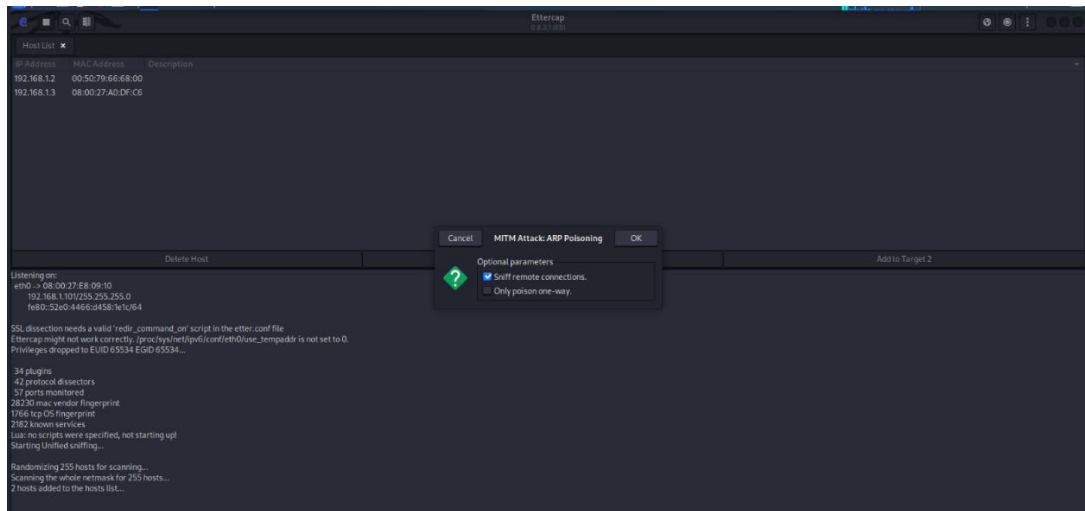 Ettercap
0.8.3.1 (EB)
Host List ×
IP Address MAC Address Description
192.168.1.2 00:50:79:66:68:00
192.168.1.3 08:00:27:A0:DF:C6
Cancel MITM Attack: ARP Poisoning OK
Optional parameters
Sniff remote connections.
Only poison one-way.
Delete Host Add to Target 2
Listening on:
eth0 -> 08:00:27:E8:09:10
192.168.1.101/255.255.255.0
fe80::52e0:4466:d458:1e1c/64
SSL dissection needs a valid 'redir_command_on' script in the etter.conf file
Ettercap might not work correctly. /proc/sys/net/ipv6/conf/eth0/use_tempaddr is not set to 0.
Privileges dropped to EUID 65534 EGID 65534...
34 plugins
42 protocol dissectors
57 ports monitored
28230 mac vendor fingerprint
1766 tcp OS fingerprint
2182 known services
Lua: no scripts were specified, not starting up!
Starting Unified sniffing...
Randomizing 255 hosts for scanning...
Scanning the whole netmask for 255 hosts...
2 hosts added to the hosts list...